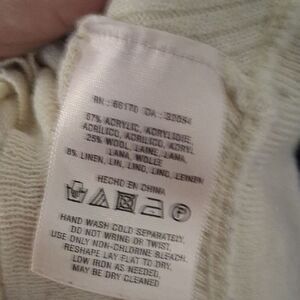 RN: 66170 CA: 32054
67% ACRYLIC, ACRYLIQUE,
ACRILICO, ACRILICO, ACRYL
25% WOOL, LAINE, LANA,
LANA, WOLLE
8% LINEN, LIN, LINO, LINO, LEINEN
HECHO EN CHINA
HAND WASH COLD SEPARATELY,
DO NOT WRING OR TWIST,
USE ONLY NON-CHLORINE BLEACH,
RESHAPE LAY FLAT TO DRY,
LOW IRON AS NEEDED,
MAY BE DRY CLEANED